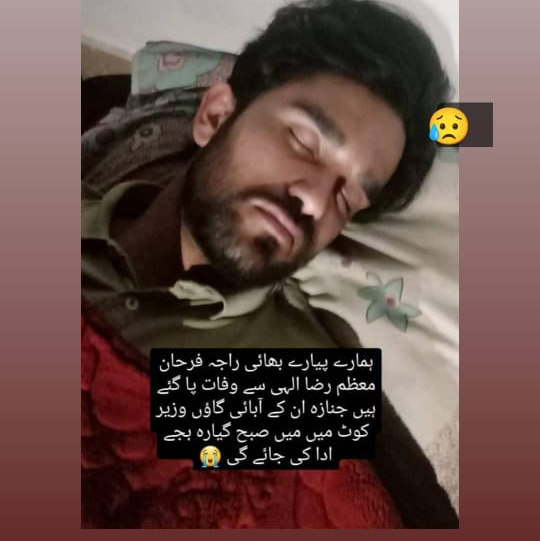 ہمارے پیارے بھائی راجہ فرحان
معظم رضا الہی سے وفات پا گئے
ہیں جنازہ ان کے آبائی گاؤں وزیر
کوٹ میں میں صبح گیارہ بجے
ادا کی جائے گی 😭